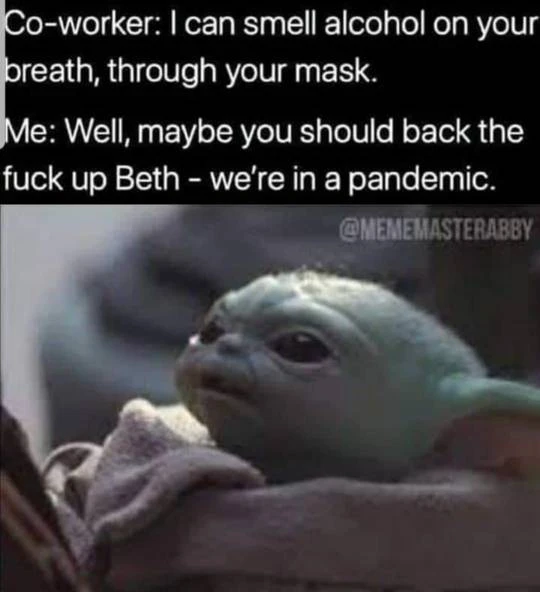 Co-worker: I can smell alcohol on your
breath, through your mask.
Me: Well, maybe you should back the
fuck up Beth - we're in a pandemic.
@MEMEMASTERABBY